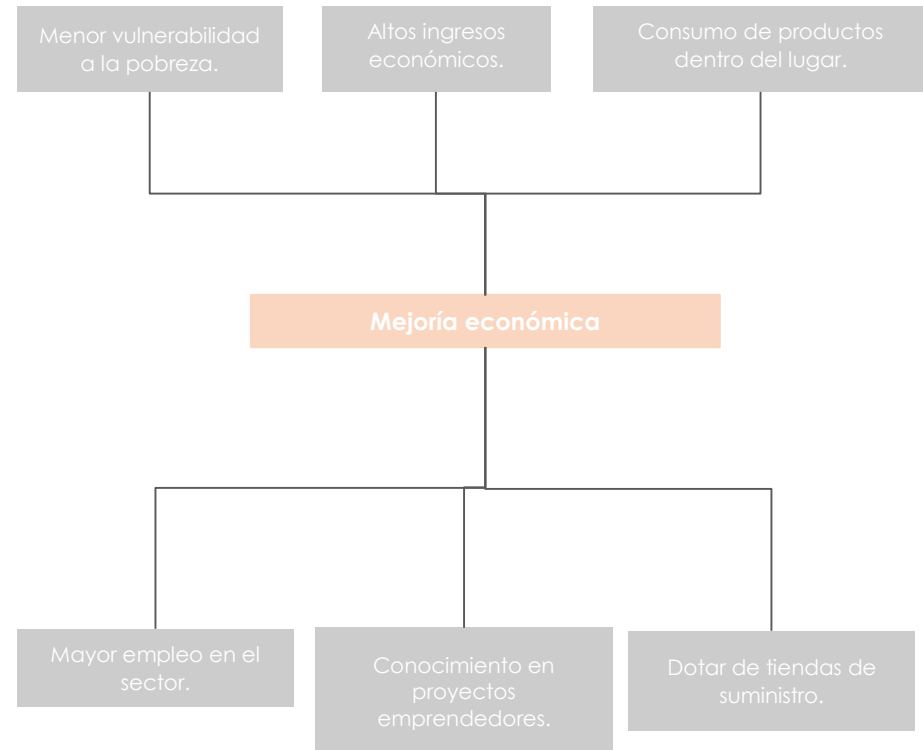 Menor vulnerabilidad
a la pobreza.
Altos ingresos
económicos.
Consumo de productos
dentro del lugar.
Mejoría económica
Mayor empleo en el
sector.
Conocimiento en
proyectos
emprendedores.
Dotar de tiendas de
suministro.